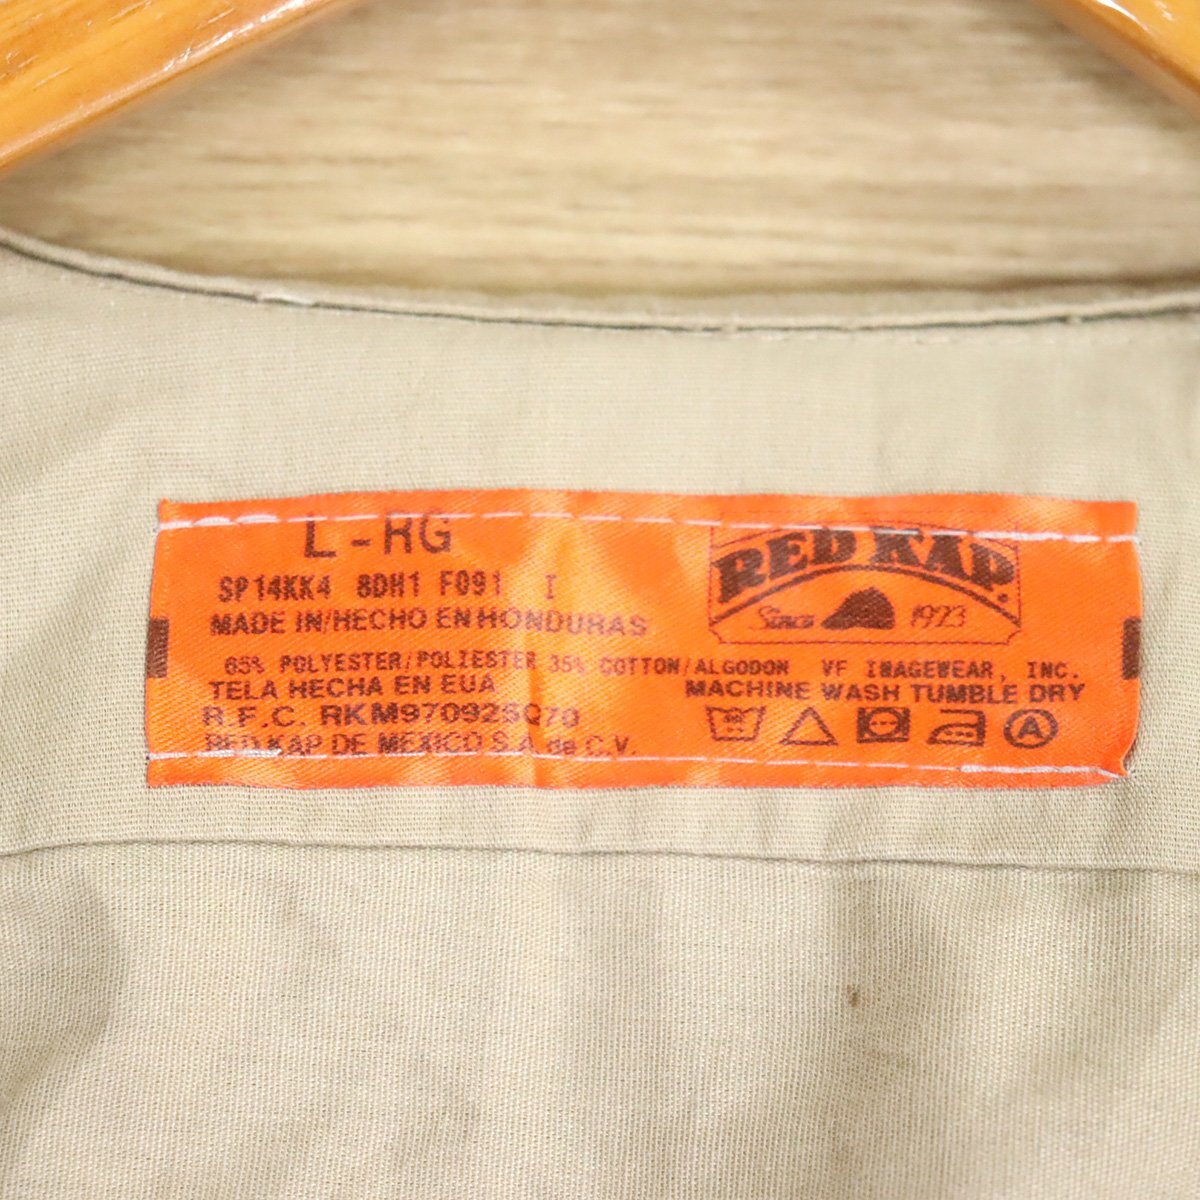 L-RG
SP14KK4 8DH1 F091 I
MADE IN/HECHO EN HONDURAS
65% POLYESTER/POLIESTER 35% COTTON/ALGODON VF IMAGEWEAR, INC.
TELA HECHA EN EUA
R.F.C. RKM970925Q70
RED KAP DE MEXICO S.A. de C.V.
RED KAP
Since 1923
MACHINE WASH TUMBLE DRY
A